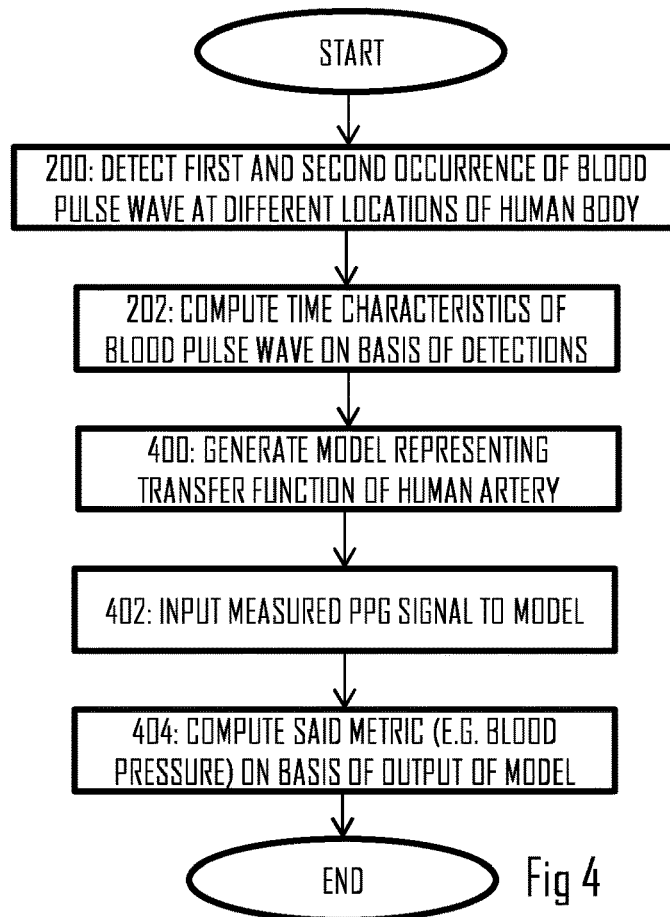 START
200: DETECT FIRST AND SECOND OCCURRENCE OF BLOOD
PULSE WAVE AT DIFFERENT LOCATIONS OF HUMAN BODY
202: COMPUTE TIME CHARACTERISTICS OF
BLOOD PULSE WAVE ON BASIS OF DETECTIONS
400: GENERATE MODEL REPRESENTING
TRANSFER FUNCTION OF HUMAN ARTERY
402: INPUT MEASURED PPG SIGNAL TO MODEL
404: COMPUTE SAID METRIC (E.G. BLOOD
PRESSURE) ON BASIS OF OUTPUT OF MODEL
END
Fig 4